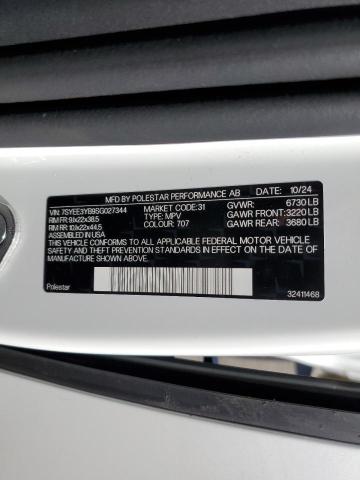 MFD BY POLESTAR PERFORMANCE AB DATE: 10/24
VIN: 7SYEE3YB9SG027344 MARKET CODE:31 GVWR: 6730 LB
RIM FR: 9Jx22x38.5 TYPE: MPV GAWR FRONT:3220 LB
RIM RR: 10Jx22x44,5 COLOUR: 707 GAWR REAR: 3680 LB
ASSEMBLED IN USA
THIS VEHICLE CONFORMS TO ALL APPLICABLE FEDERAL MOTOR VEHICLE
SAFETY AND THEFT PREVENTION STANDARDS IN EFFECT ON THE DATE OF
MANUFACTURE SHOWN ABOVE.
Polestar 32411468